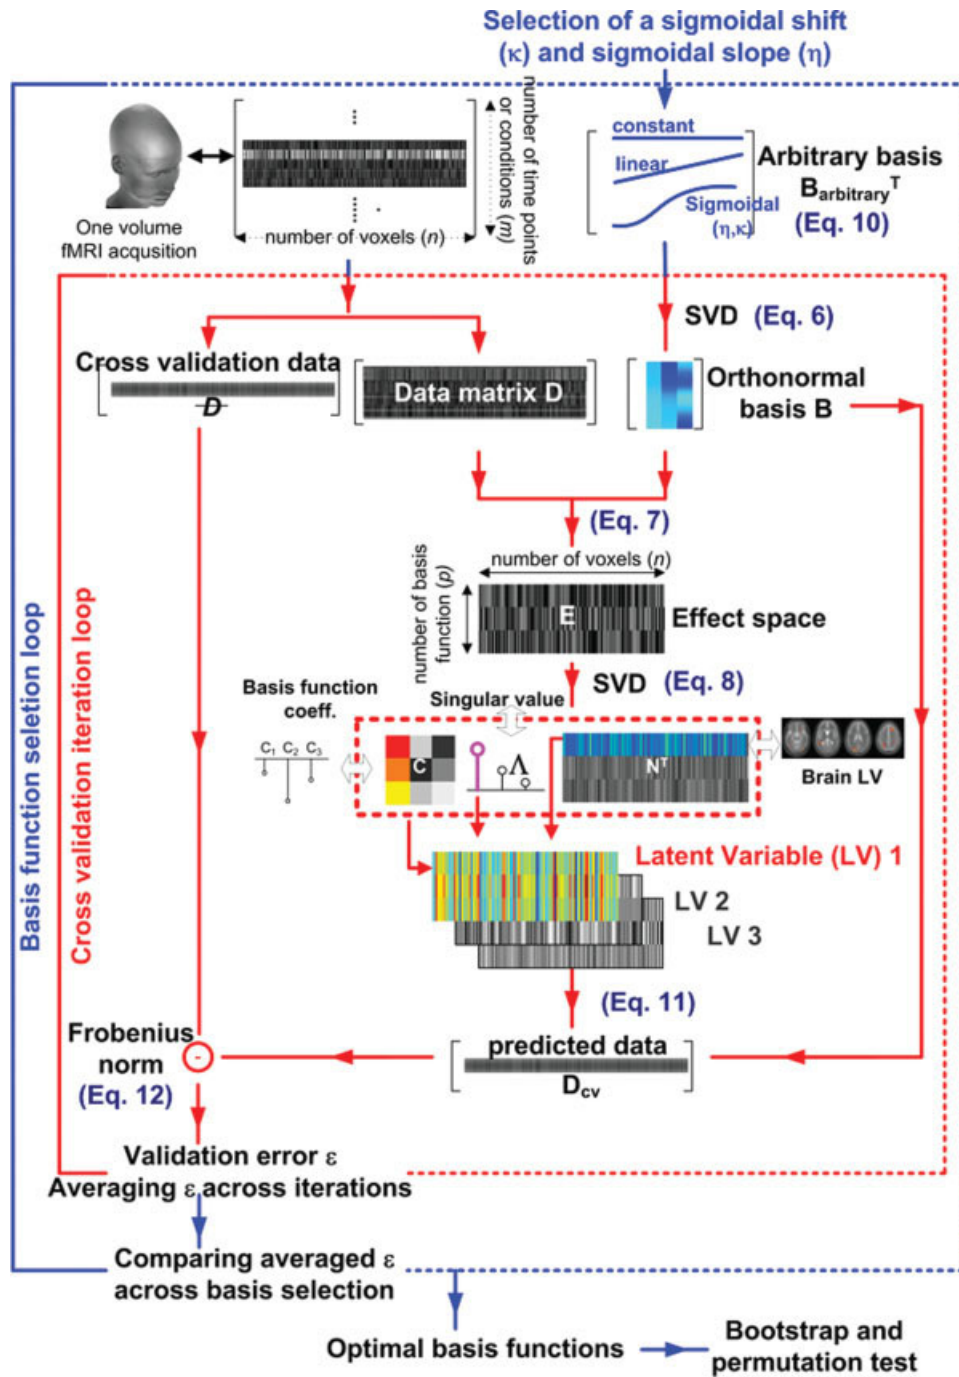 Selection of a sigmoidal shift
(κ) and sigmoidal slope (η)
number of time points
or conditions (m)
One volume
fMRI acqusition
number of voxels (n)
constant
linear
Sigmoidal
(η,κ)
Arbitrary basis
Barbitrary^T
(Eq. 10)
SVD (Eq. 6)
Cross validation data
D
Data matrix D
Orthonormal
basis B
(Eq. 7)
number of voxels (n)
number of basis
function (p)
E
Effect space
SVD (Eq. 8)
Basis function
coeff.
Singular value
C1 C2 C3
C
Λ
N^T
Brain LV
Latent Variable (LV) 1
LV 2
LV 3
(Eq. 11)
Frobenius
norm
(Eq. 12)
-
predicted data
Dcv
Validation error ε
Averaging ε across iterations
Comparing averaged ε
across basis selection
Optimal basis functions
Bootstrap and
permutation test
Basis function seletion loop
Cross validation iteration loop